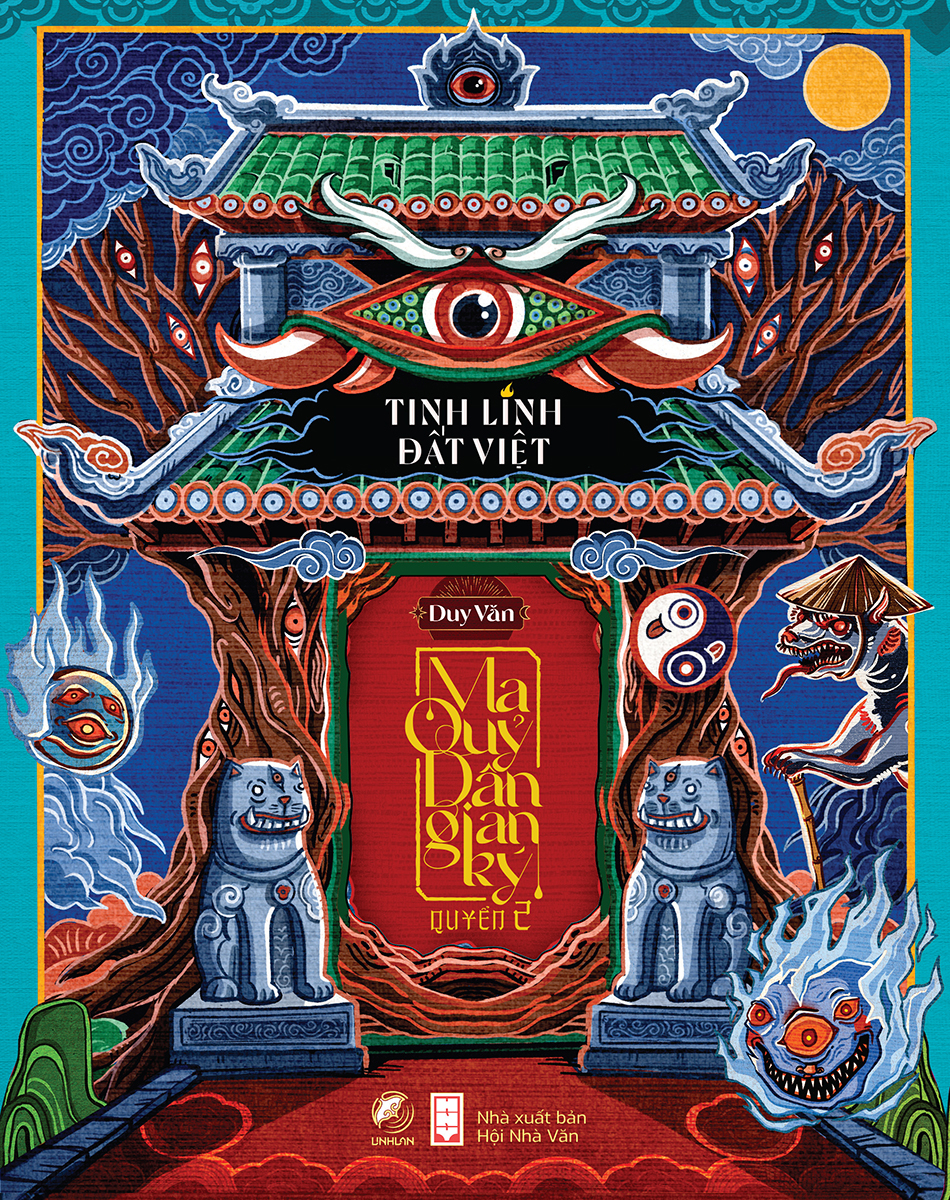 TINH LINH
ĐẤT VIỆT
Duy Văn
Ma
Quỷ
Dân
gian
ký
QUYỂN 2
LINHLAN
Nhà xuất bản
Hội Nhà Văn